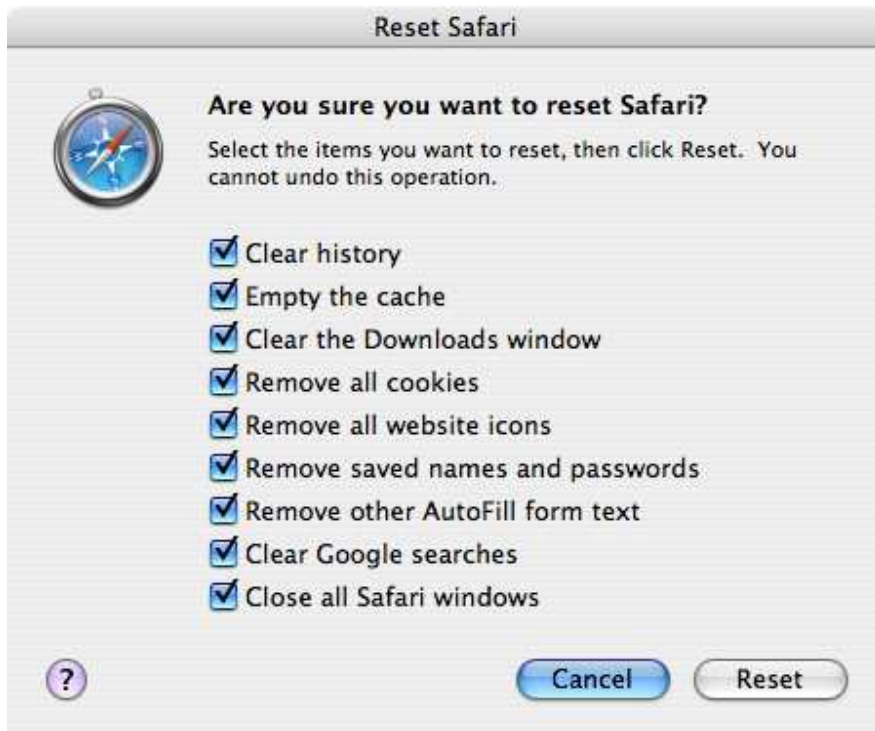 Reset Safari
Are you sure you want to reset Safari?
Select the items you want to reset, then click Reset. You
cannot undo this operation.
Clear history
Empty the cache
Clear the Downloads window
Remove all cookies
Remove all website icons
Remove saved names and passwords
Remove other AutoFill form text
Clear Google searches
Close all Safari windows
? Cancel Reset